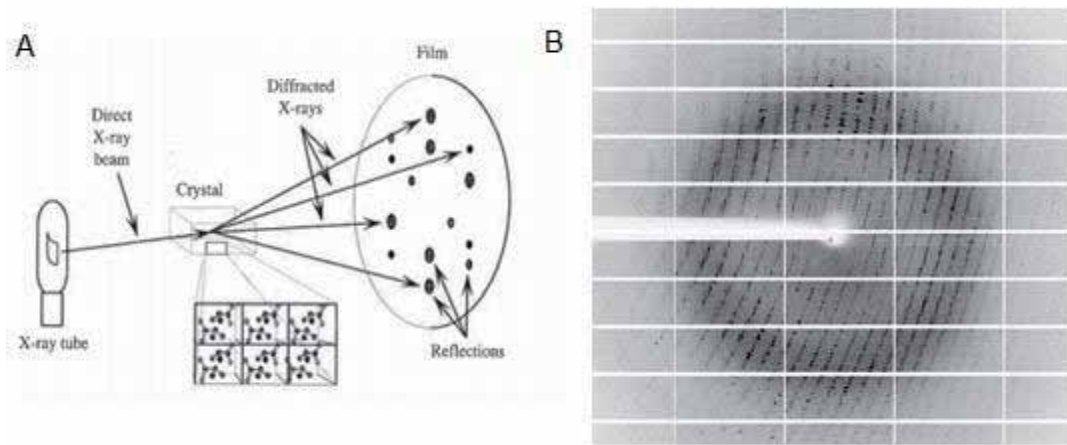 A
B
Film
Diffracted
X-rays
Direct
X-ray
beam
Crystal
X-ray tube
Reflections